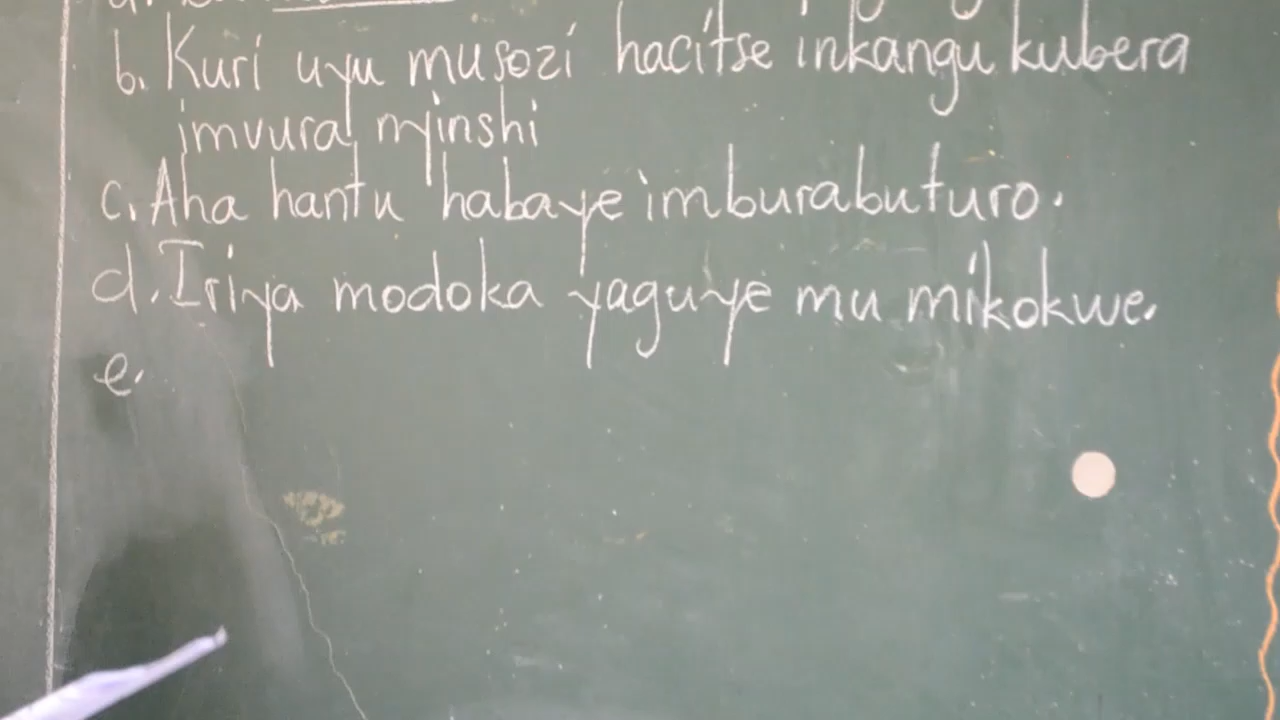 b. Kuri uyu musozi hacitse inkangu kubera
imvura nyinshi
c. Aha hantu habaye imburabuturo.
d. Iriya modoka yaguye mu mikokwe.
e.